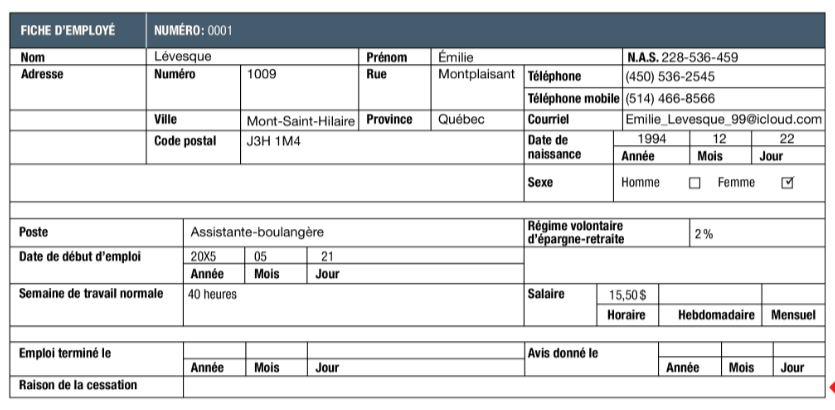 FICHE D'EMPLOYÉ NUMÉRO: 0001
Nom Lévesque Prénom Émilie N.A.S. 228-536-459
Adresse Numéro 1009 Rue Montplaisant Téléphone (450) 536-2545
Téléphone mobile (514) 466-8566
Ville Mont-Saint-Hilaire Province Québec Courriel Emilie_Levesque_99@icloud.com
Code postal J3H 1M4 Date de naissance 1994 12 22
Année Mois Jour
Sexe Homme Femme
Poste Assistante-boulangère Régime volontaire d'épargne-retraite 2 %
Date de début d'emploi 20X5 05 21
Année Mois Jour
Semaine de travail normale 40 heures Salaire 15,50 $
Horaire Hebdomadaire Mensuel
Emploi terminé le Avis donné le
Année Mois Jour Année Mois Jour
Raison de la cessation